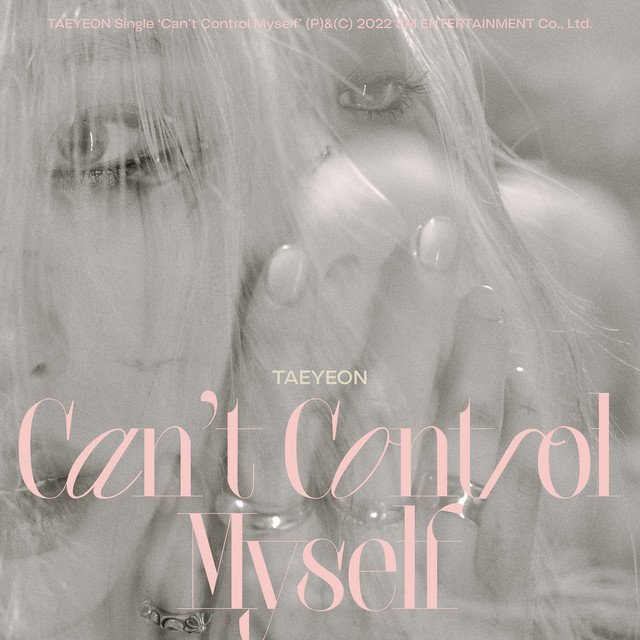 TAEYEON Single ‘Can’t Control Myself’ (P)&(C) 2022 SM ENTERTAINMENT Co., Ltd.
TAEYEON
Can’t Control
Myself